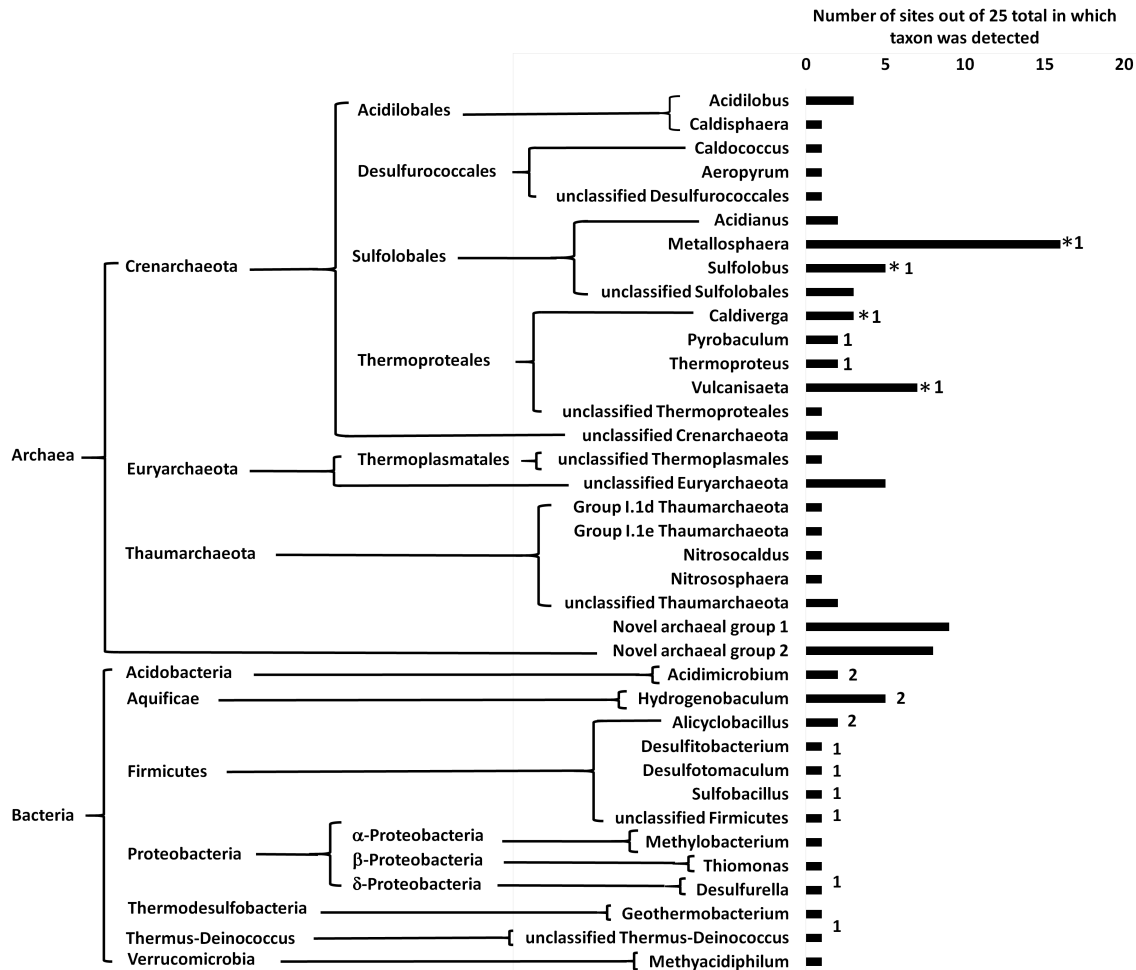 Number of sites out of 25 total in which
taxon was detected
0 5 10 15 20
Acidilobales
Acidilobus
Caldisphaera
Desulfurococcales
Caldococcus
Aeropyrum
unclassified Desulfurococcales
Crenarchaeota
Sulfolobales
Acidianus
Metallosphaera *1
Sulfolobus * 1
unclassified Sulfolobales
Thermoproteales
Caldiverga *1
Pyrobaculum 1
Thermoproteus 1
Vulcanisaeta *1
unclassified Thermoproteales
unclassified Crenarchaeota
Archaea
Euryarchaeota
Thermoplasmatales
unclassified Thermoplasmales
unclassified Euryarchaeota
Thaumarchaeota
Group I.1d Thaumarchaeota
Group I.1e Thaumarchaeota
Nitrosocaldus
Nitrososphaera
unclassified Thaumarchaeota
Novel archaeal group 1
Novel archaeal group 2
Bacteria
Acidobacteria
Acidimicrobium 2
Aquificae
Hydrogenobaculum 2
Firmicutes
Alicyclobacillus 2
Desulfitobacterium 1
Desulfotomaculum 1
Sulfobacillus 1
unclassified Firmicutes 1
Proteobacteria
α-Proteobacteria
Methylobacterium
β-Proteobacteria
Thiomonas
δ-Proteobacteria
Desulfurella 1
Thermodesulfobacteria
Geothermobacterium
1
Thermus-Deinococcus
unclassified Thermus-Deinococcus
Verrucomicrobia
Methyacidiphilum